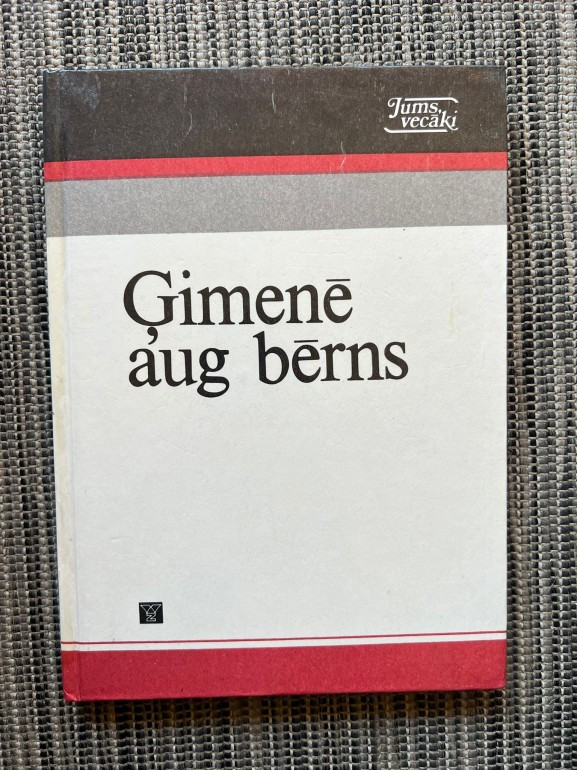 Jums,
vecāki
Ģimenē
aug bērns